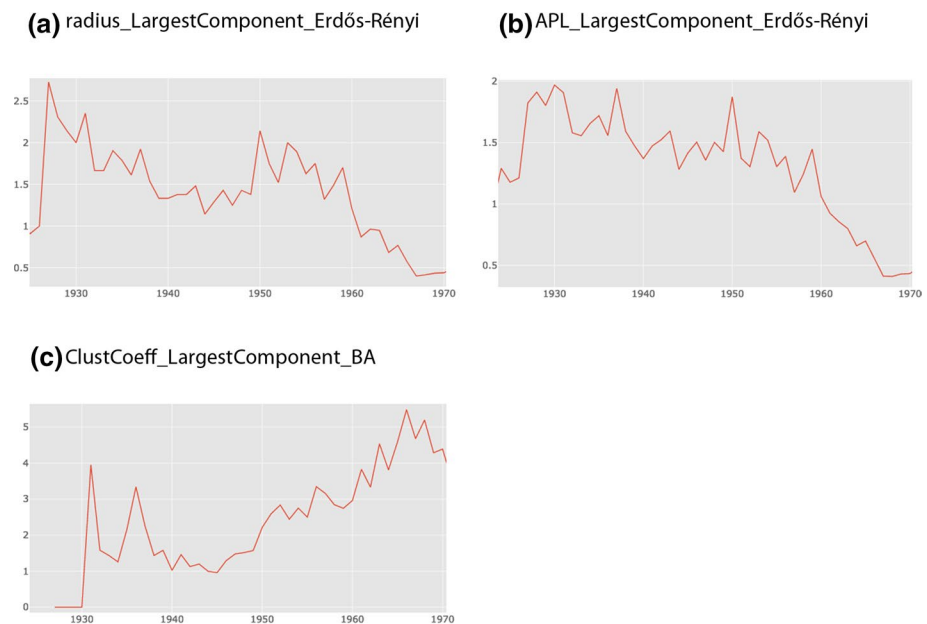 (a) radius_LargestComponent_Erdős-Rényi
2.5
2
1.5
1
0.5
1930 1940 1950 1960 1970
(b) APL_LargestComponent_Erdős-Rényi
2
1.5
1
0.5
1930 1940 1950 1960 1970
(c) ClustCoeff_LargestComponent_BA
5
4
3
2
1
0
1930 1940 1950 1960 1970